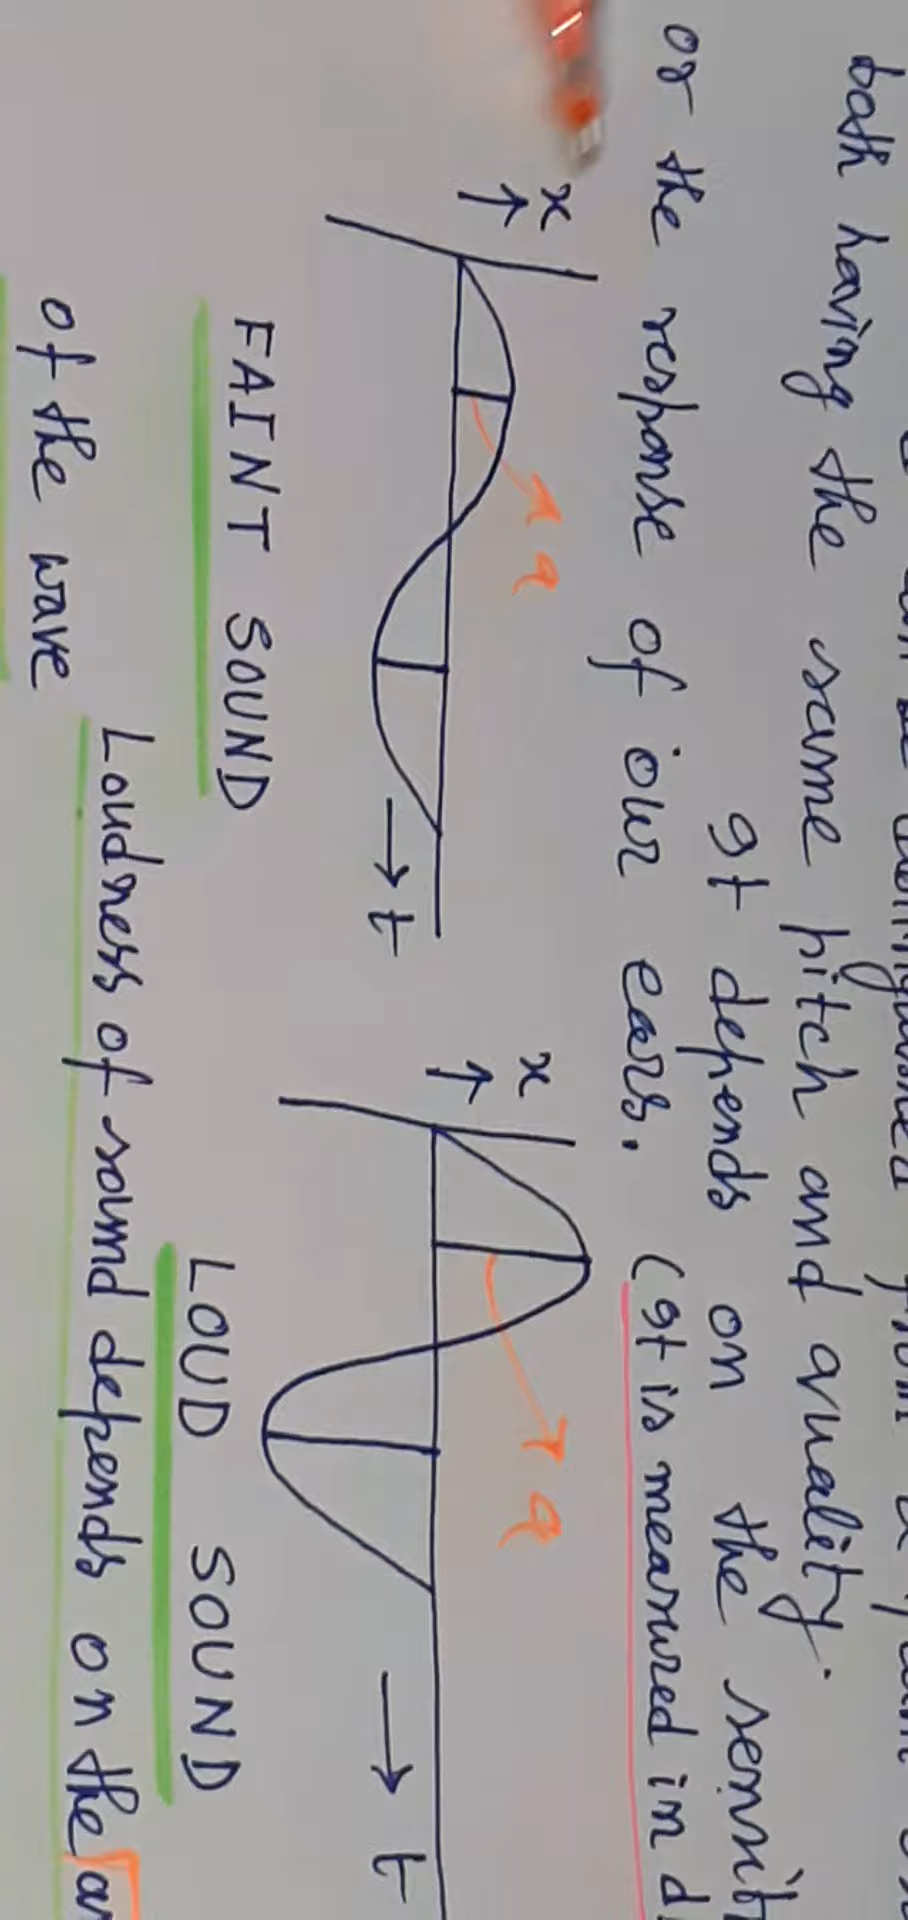 both having the same pitch and quality.
It depends on the
or the response of our ears. (It is measured in
x
↑
a
→ t
x
↑
a
→ t
FAINT SOUND
LOUD SOUND
Loudness of sound depends on the
of the wave